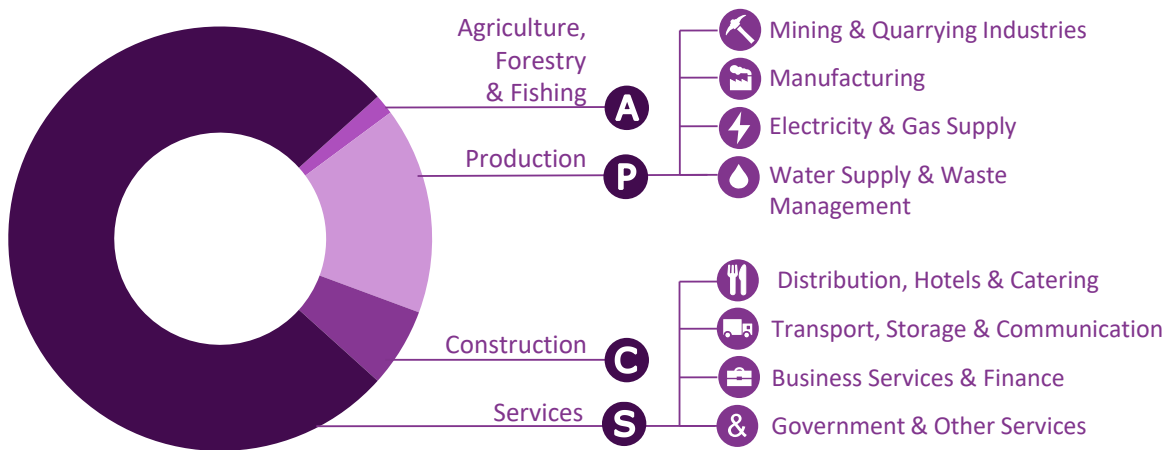 Agriculture,
Forestry
& Fishing
A
Production
P
Mining & Quarrying Industries
Manufacturing
Electricity & Gas Supply
Water Supply & Waste
Management
Construction
C
Services
S
Distribution, Hotels & Catering
Transport, Storage & Communication
Business Services & Finance
&
Government & Other Services